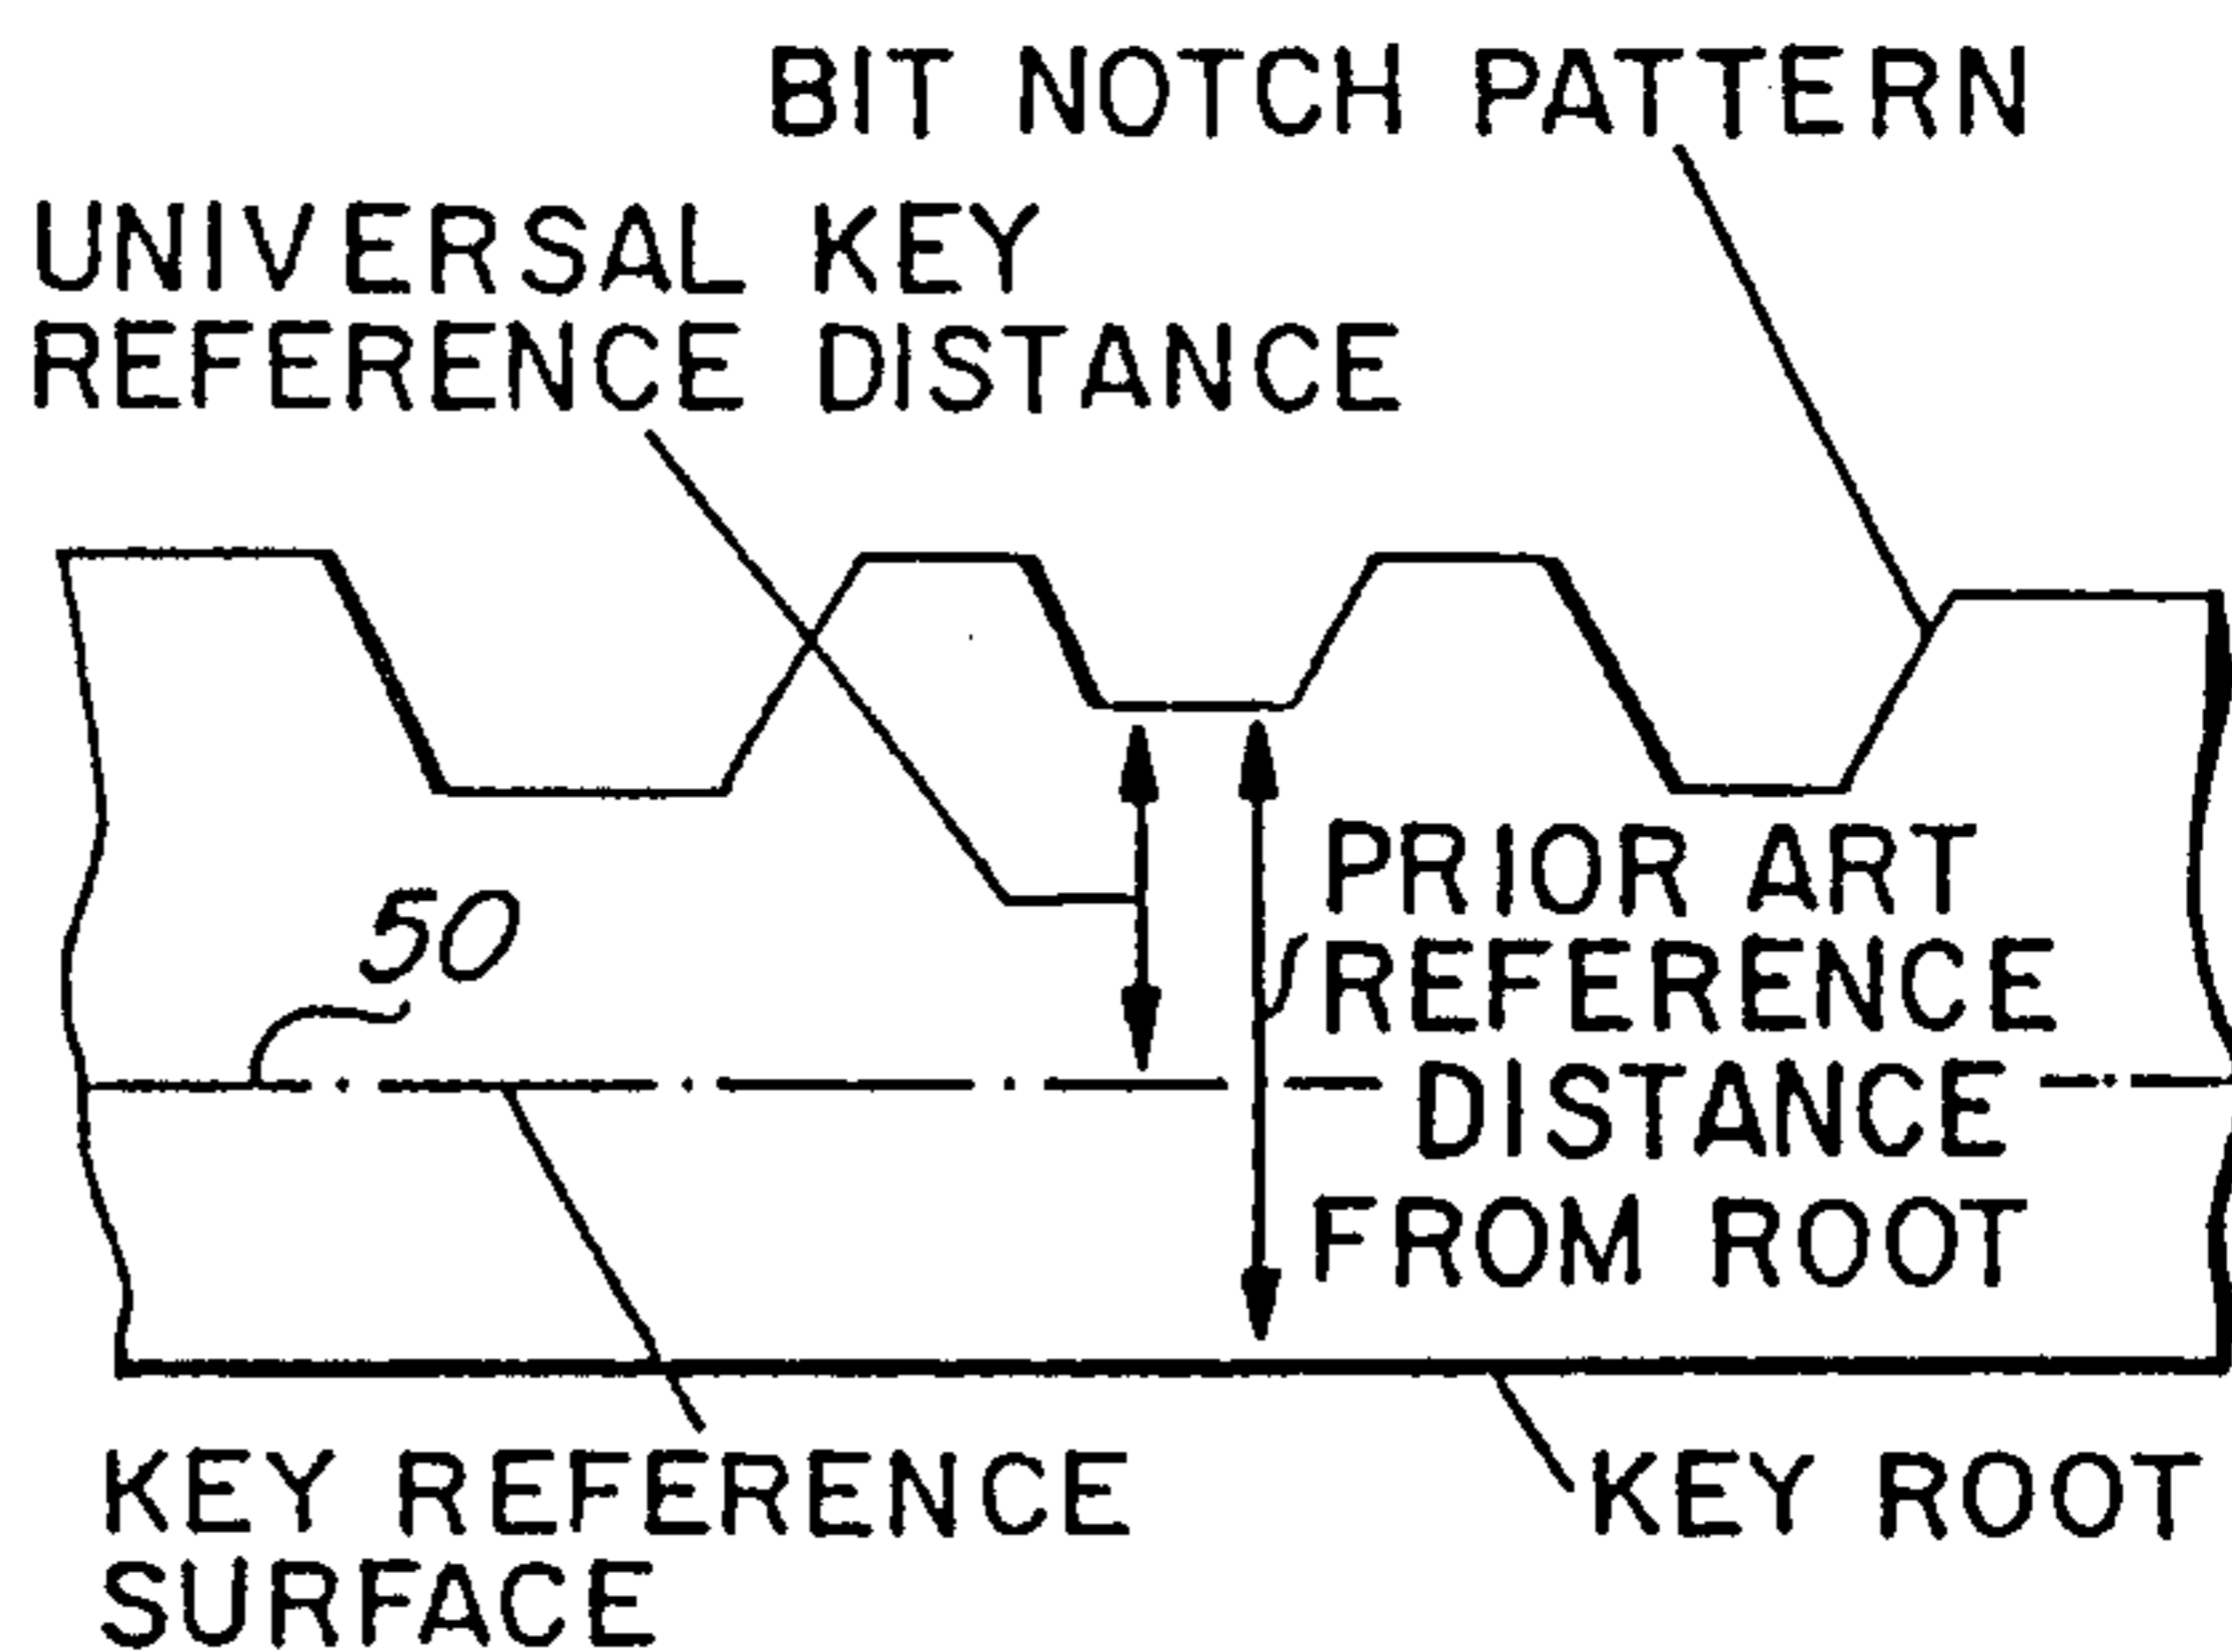 BIT NOTCH PATTERN
UNIVERSAL KEY
REFERENCE DISTANCE
50
PRIOR ART
REFERENCE
DISTANCE
FROM ROOT
KEY REFERENCE
SURFACE
KEY ROOT